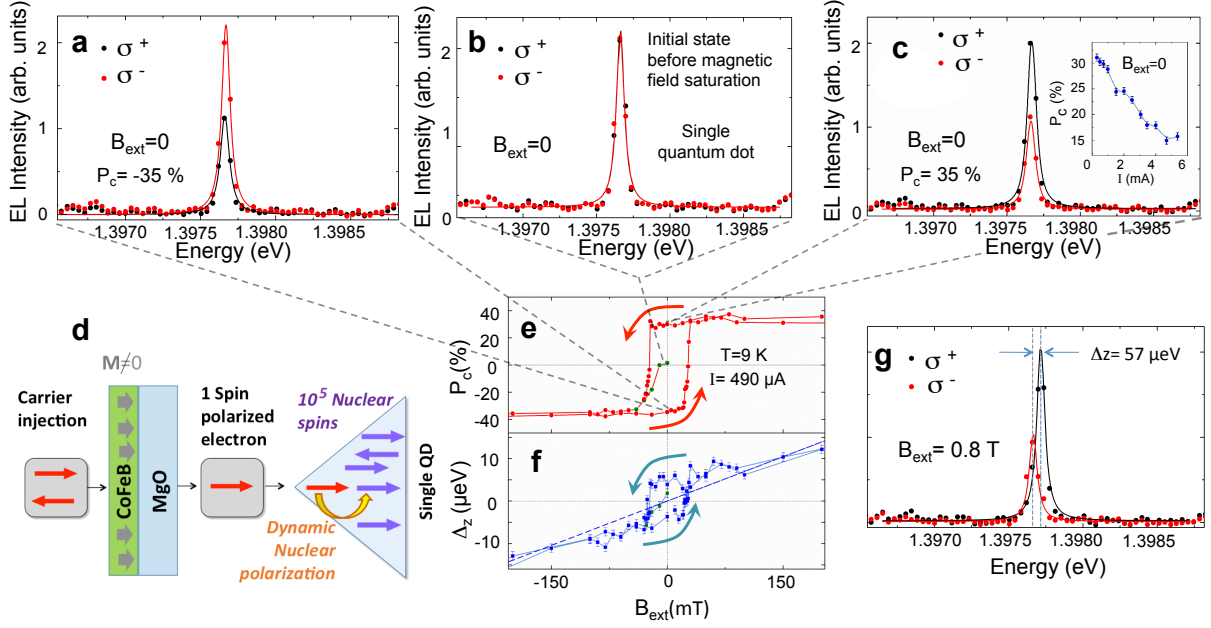 a
σ +
σ -
B_ext=0
P_c= -35 %
EL Intensity (arb. units)
0
1
2
1.3970
1.3975
1.3980
1.3985
Energy (eV)
b
σ +
σ -
Initial state
before magnetic
field saturation
B_ext=0
Single
quantum dot
EL Intensity (arb. units)
0
1
2
1.3970
1.3975
1.3980
1.3985
Energy (eV)
c
σ +
σ -
B_ext=0
P_c= 35 %
EL Intensity (arb. units)
0
1
2
1.3970
1.3975
1.3980
1.3985
Energy (eV)
B_ext=0
P_c (%)
30
25
20
15
0
2
4
6
I (mA)
d
M≠0
Carrier
injection
CoFeB
MgO
1 Spin
polarized
electron
10^5 Nuclear
spins
Dynamic
Nuclear
polarization
Single QD
e
T=9 K
I= 490 µA
P_c(%)
40
20
0
-20
-40
f
Δ_z (µeV)
10
0
-10
-150
0
150
B_ext(mT)
g
σ +
σ -
Δz= 57 µeV
B_ext= 0.8 T
1.3970
1.3975
1.3980
1.3985
Energy (eV)